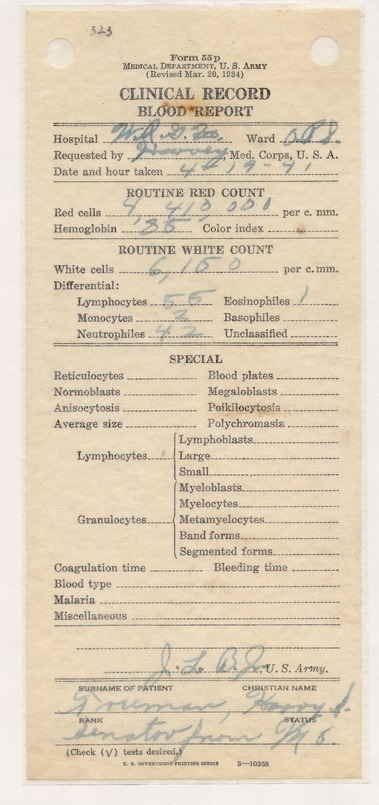 323
Form 55 p
MEDICAL DEPARTMENT, U. S. ARMY
(Revised Mar. 20, 1934)
CLINICAL RECORD
BLOOD REPORT
Hospital Ward
Requested by Harvey Med. Corps, U. S. A.
Date and hour taken 4-19-41
ROUTINE RED COUNT
Red cells 4,410,000 per c. mm.
Hemoglobin 85 Color index
ROUTINE WHITE COUNT
White cells 6,150 per c.mm.
Differential:
Lymphocytes 55 Eosinophiles 1
Monocytes 2 Basophiles
Neutrophiles 42 Unclassified
SPECIAL
Reticulocytes Blood plates
Normoblasts Megaloblasts
Anisocytosis Poikilocytosis
Average size Polychromasia
Lymphoblasts
Lymphocytes Large
Small
Myeloblasts
Myelocytes
Granulocytes Metamyelocytes
Band forms
Segmented forms
Coagulation time Bleeding time
Blood type
Malaria
Miscellaneous
J. L. B. Jr., U. S. Army.
SURNAME OF PATIENT CHRISTIAN NAME
Truman, Harry S.
RANK STATUS
Senator from Mo.
(Check (√) tests desired.)
U. S. GOVERNMENT PRINTING OFFICE 3—10258